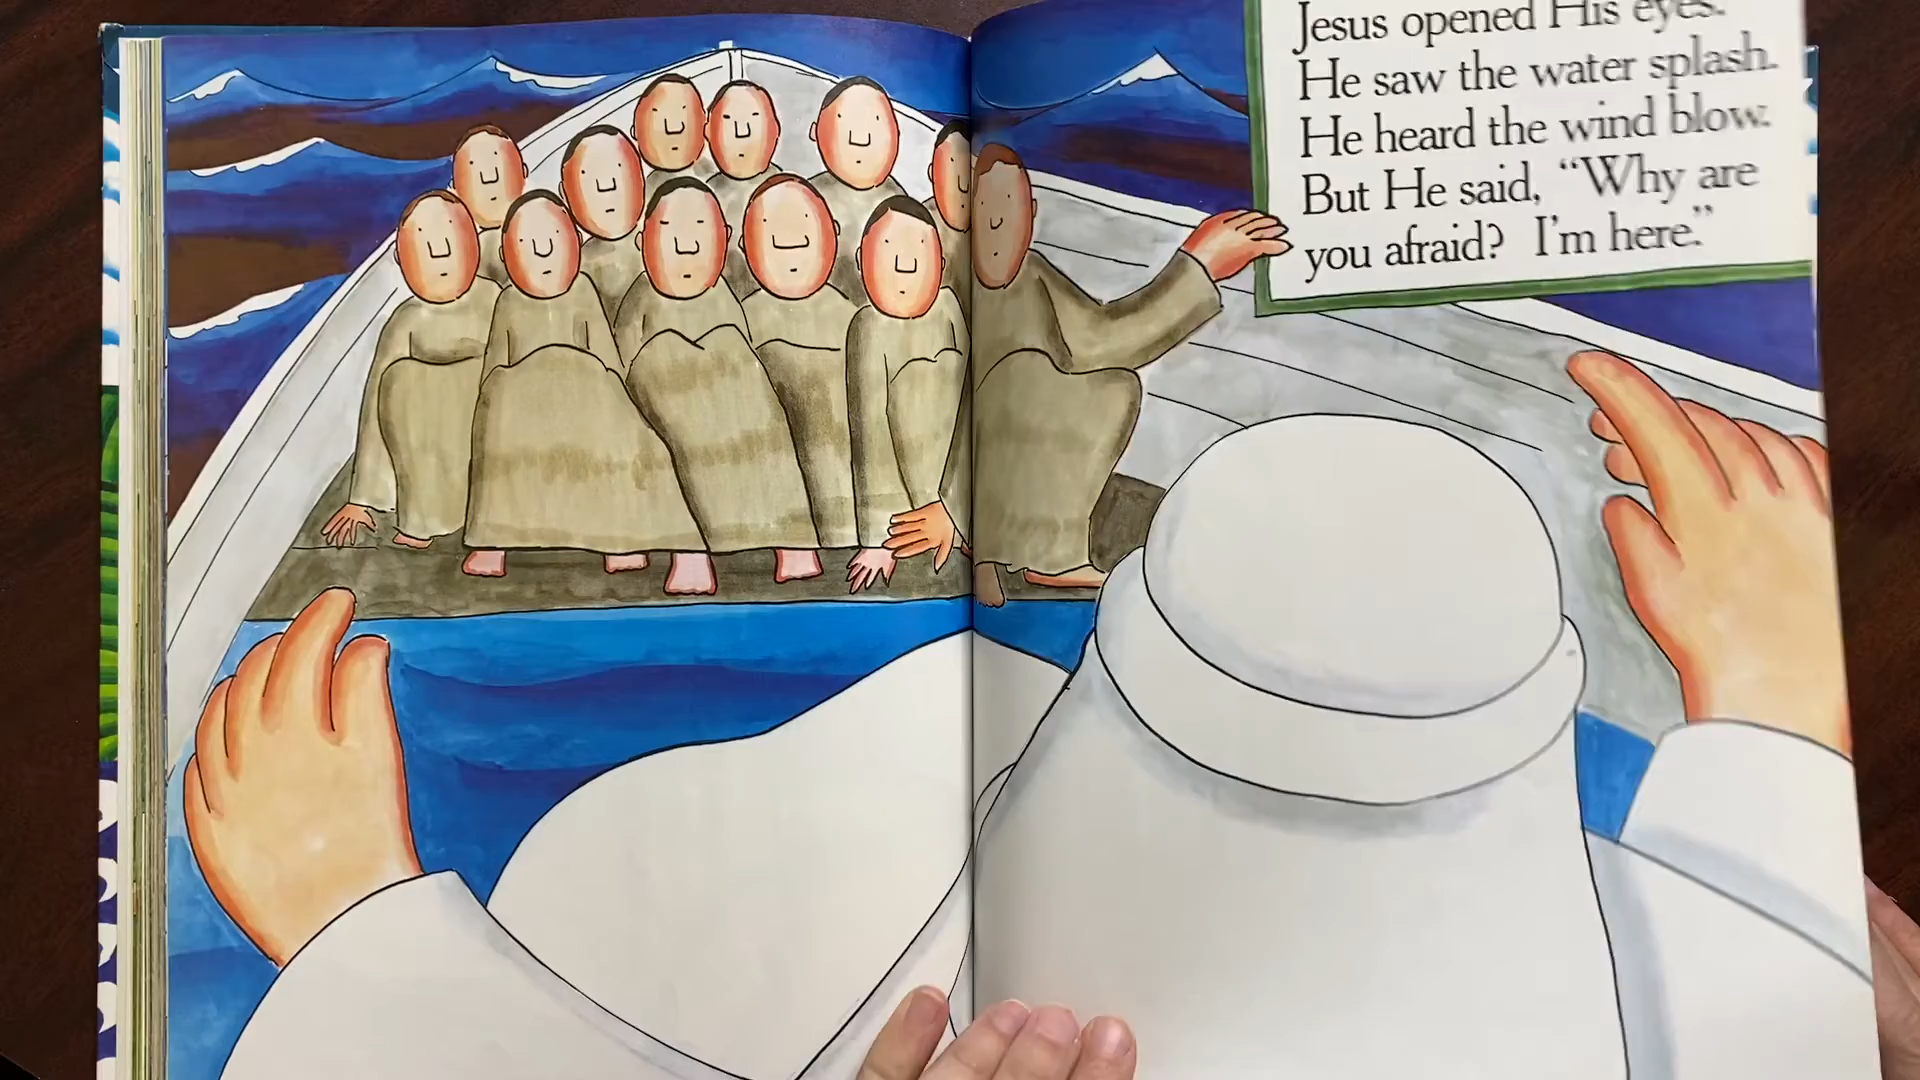 Jesus opened His eyes.
He saw the water splash.
He heard the wind blow.
But He said, “Why are
you afraid?  I’m here.”